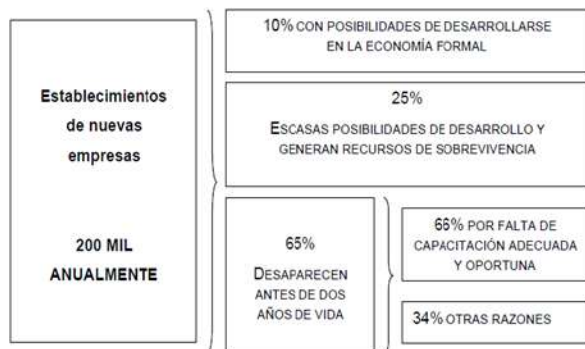 Establecimientos
de nuevas
empresas
200 MIL
ANUALMENTE
10% CON POSIBILIDADES DE DESARROLLARSE
EN LA ECONOMÍA FORMAL
25%
ESCASAS POSIBILIDADES DE DESARROLLO Y
GENERAN RECURSOS DE SOBREVIVENCIA
65%
DESAPARECEN
ANTES DE DOS
AÑOS DE VIDA
66% POR FALTA DE
CAPACITACIÓN ADECUADA
Y OPORTUNA
34% OTRAS RAZONES